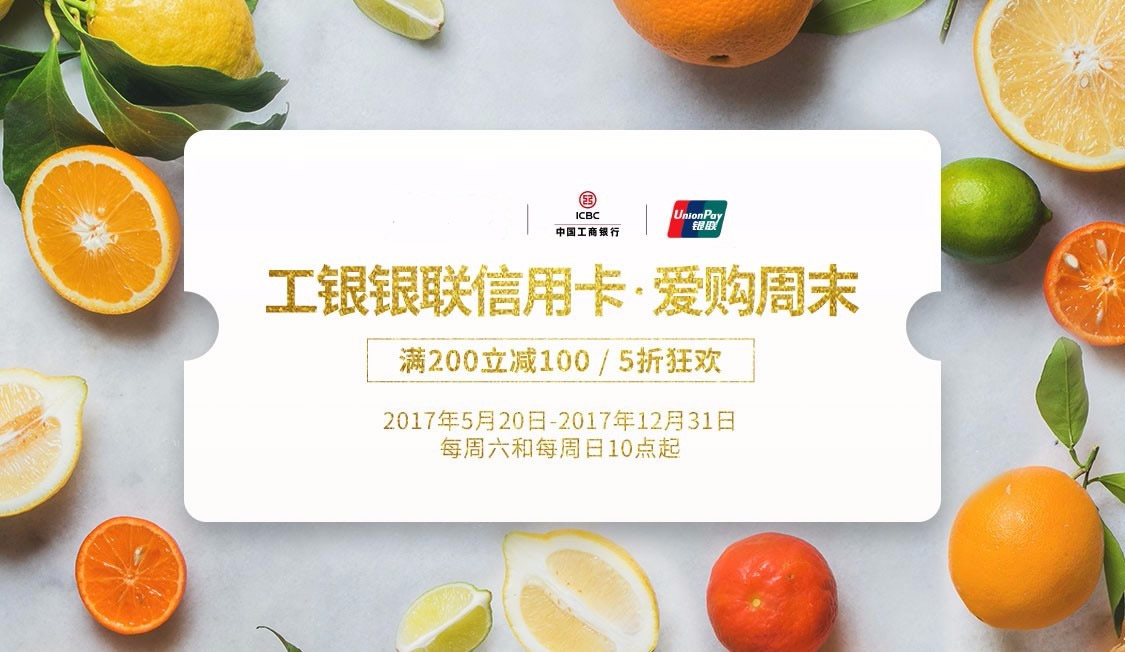 ICBC
中国工商银行
UnionPay
银联
工银银联信用卡·爱购周末
满200立减100 / 5折狂欢
2017年5月20日-2017年12月31日
每周六和每周日10点起